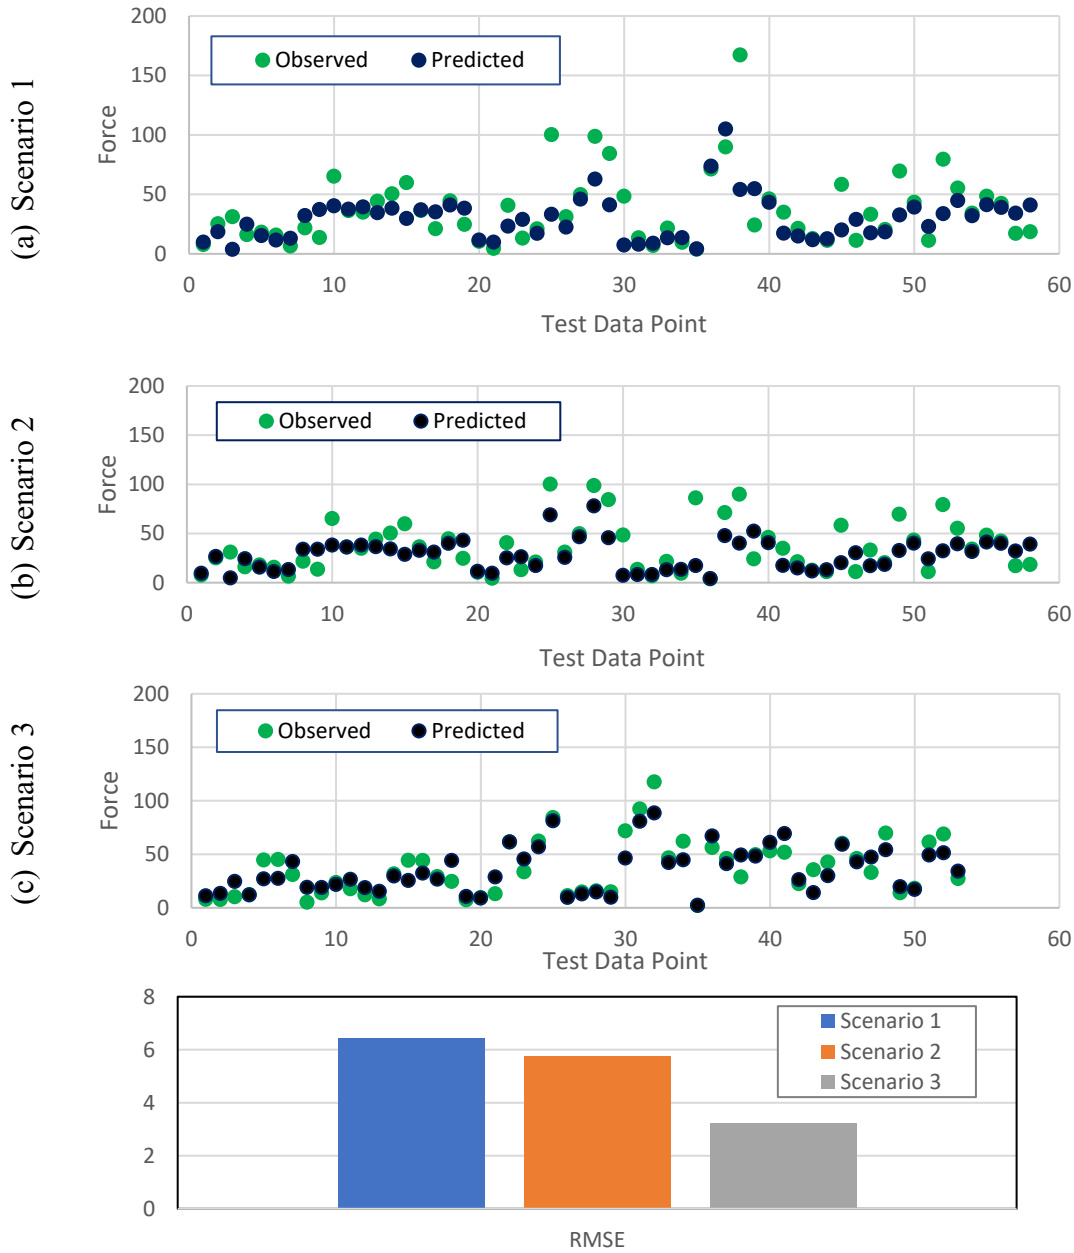 (a) Scenario 1
Force
200
150
100
50
0
Observed Predicted
0 10 20 30 40 50 60
Test Data Point
(b) Scenario 2
Force
200
150
100
50
0
Observed Predicted
0 10 20 30 40 50 60
Test Data Point
(c) Scenario 3
Force
200
150
100
50
0
Observed Predicted
0 10 20 30 40 50 60
Test Data Point
8
6
4
2
0
Scenario 1
Scenario 2
Scenario 3
RMSE